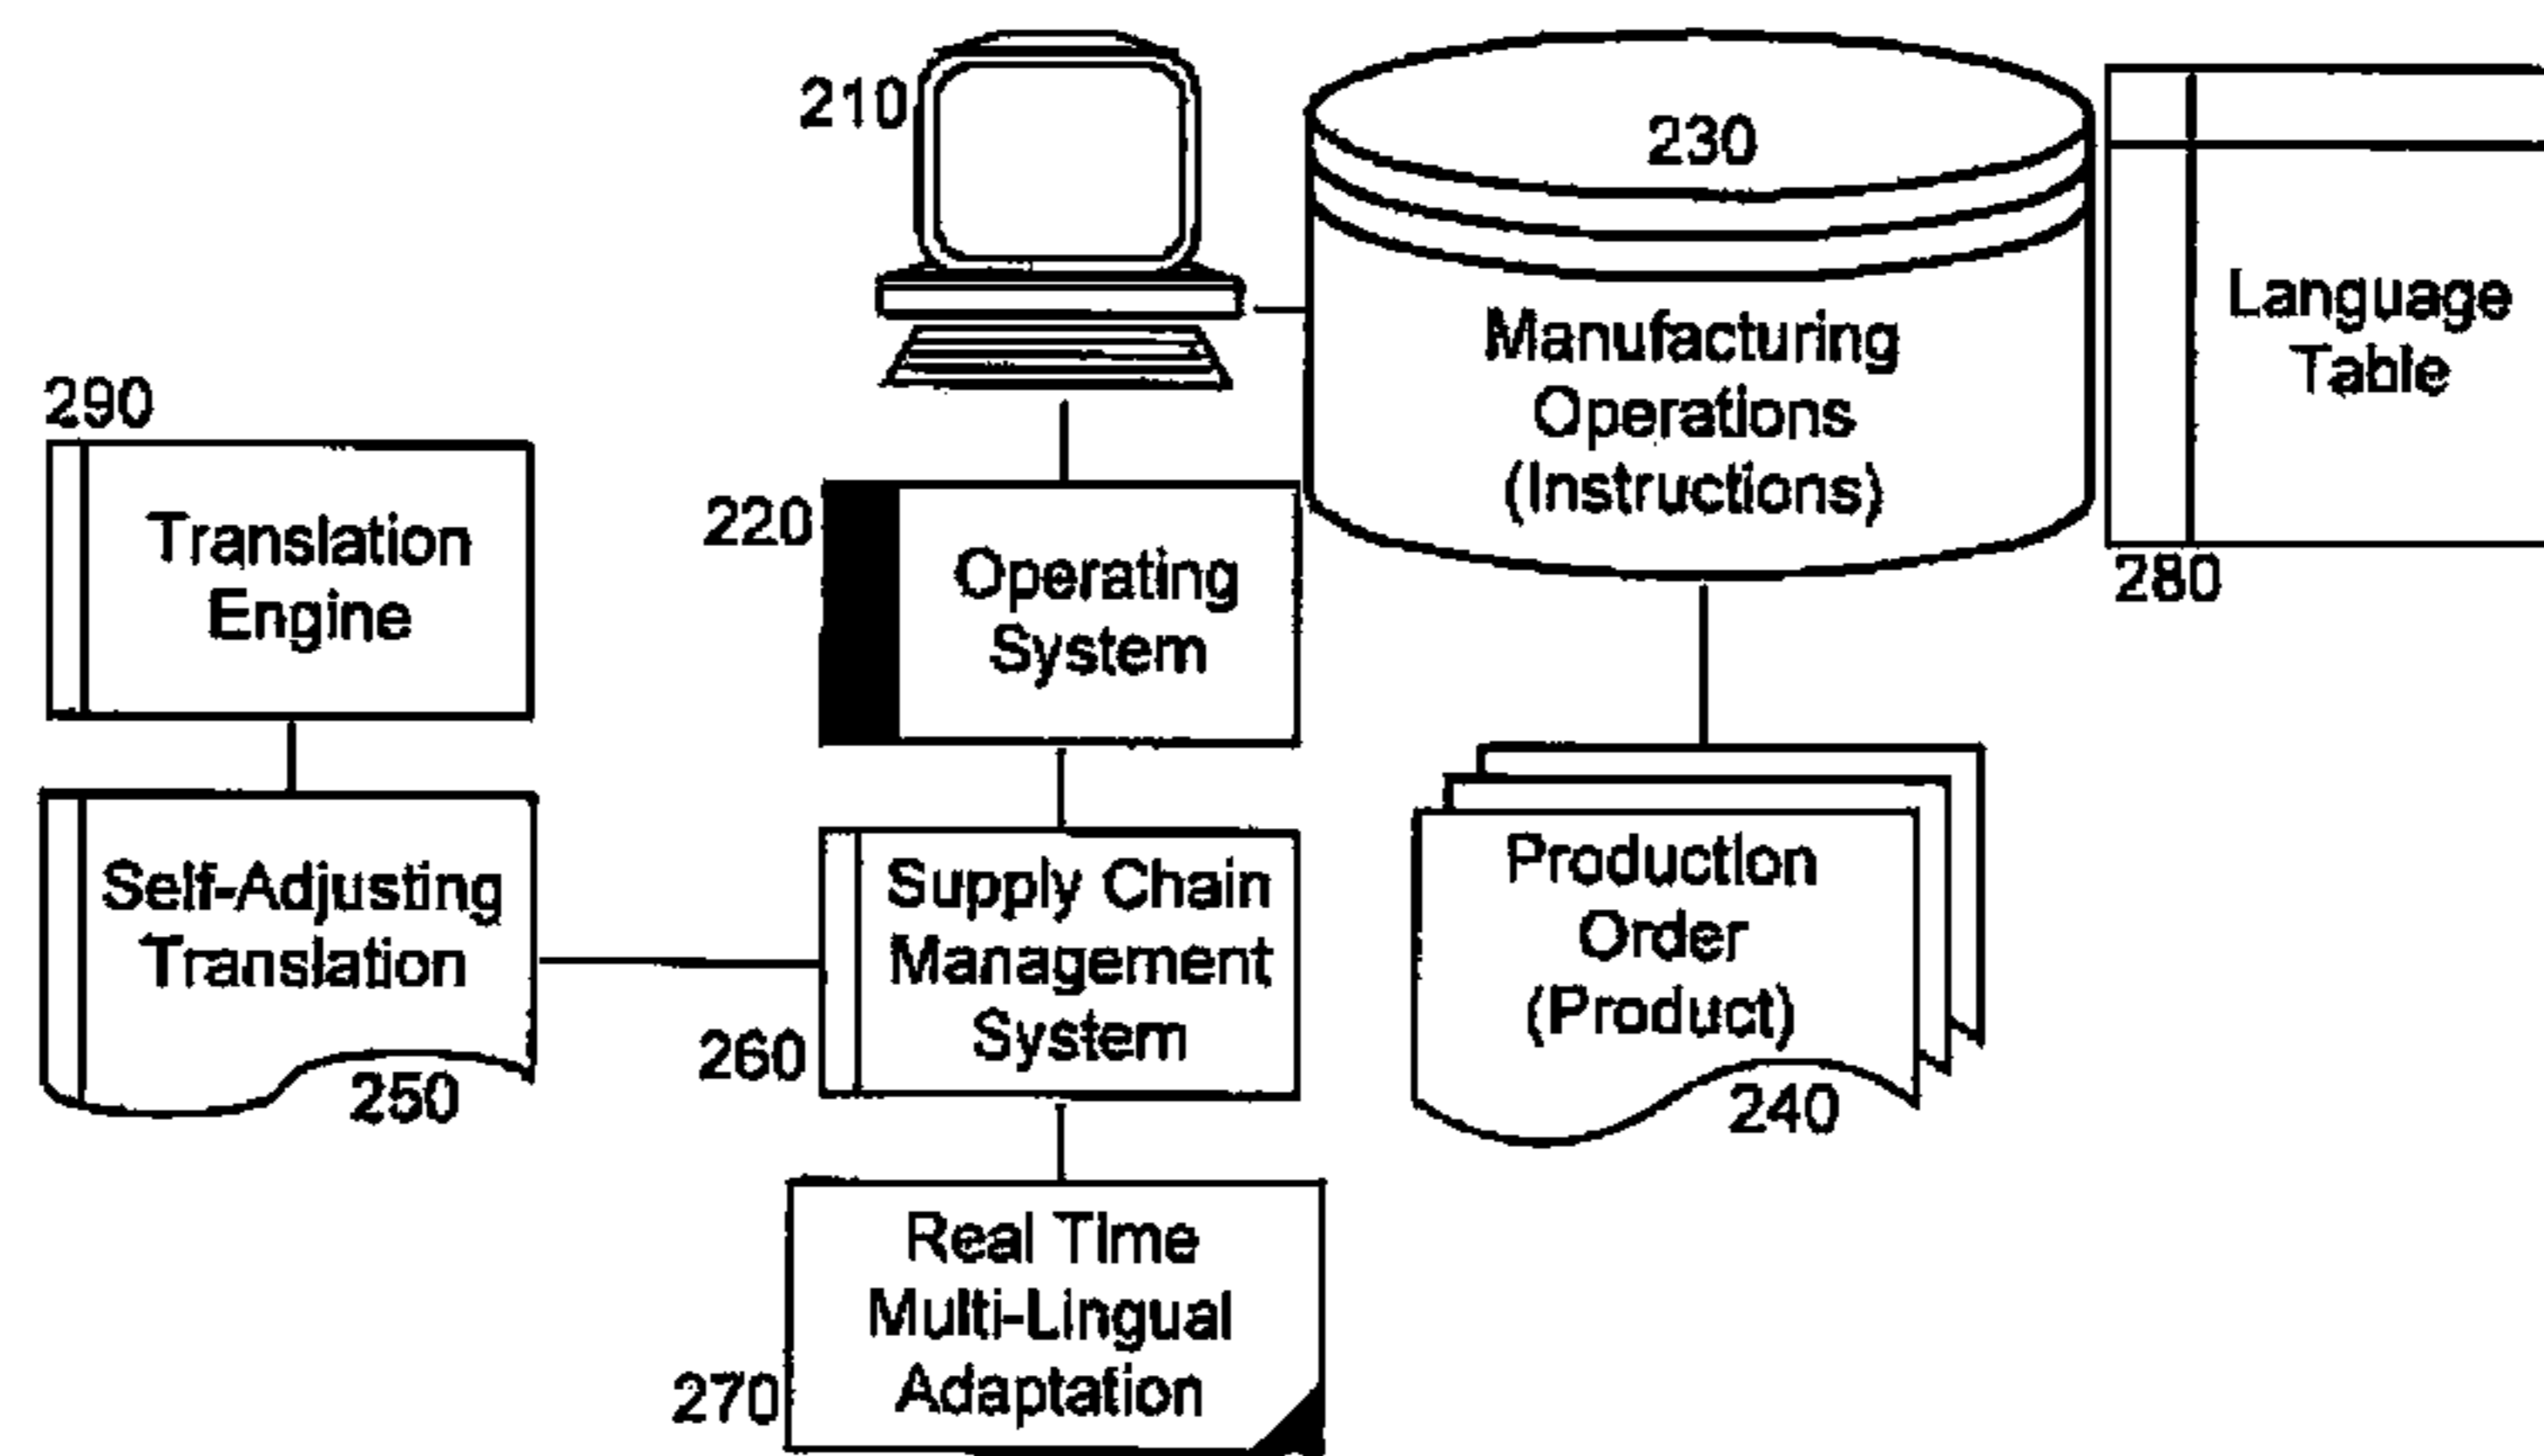 210
230
Manufacturing
Operations
(Instructions)
Language
Table
280
290
Translation
Engine
220
Operating
System
Self-Adjusting
Translation
250
Supply Chain
Management
System
260
Production
Order
(Product)
240
Real Time
Multi-Lingual
Adaptation
270